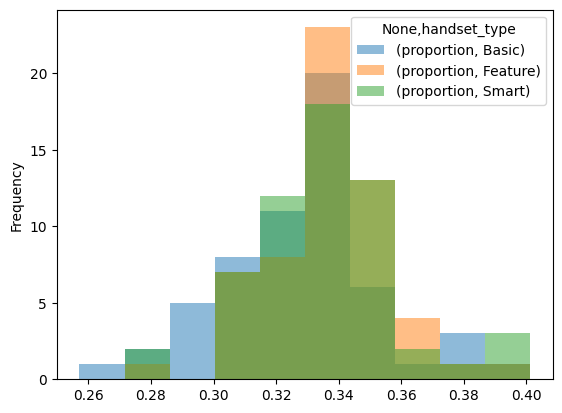 None,handset_type
(proportion, Basic)
(proportion, Feature)
(proportion, Smart)
Frequency
20
15
10
5
0
0.26 0.28 0.30 0.32 0.34 0.36 0.38 0.40